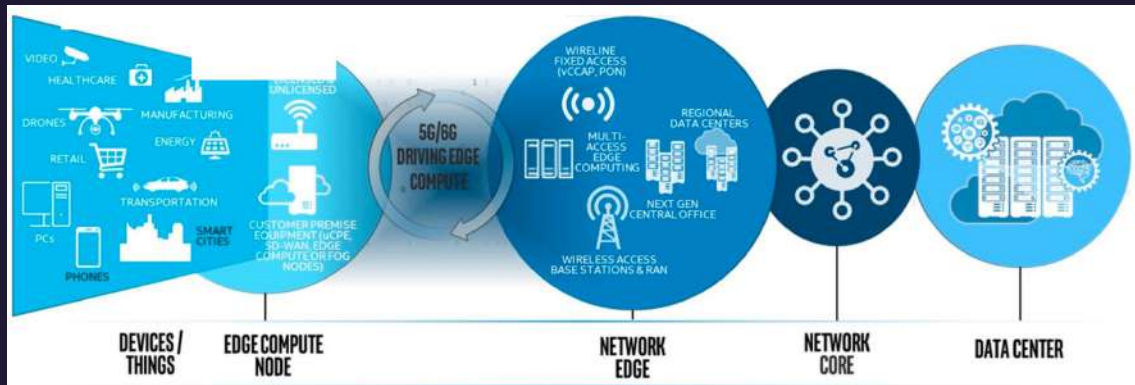 VIDEO
HEALTHCARE
DRONES
MANUFACTURING
RETAIL
ENERGY
TRANSPORTATION
PCs
SMART
CITIES
PHONES
UNLICENSED
CUSTOMER PREMISE
EQUIPMENT (uCPE,
SD-WAN, EDGE
COMPUTE OR FOG
NODES)
5G/6G
DRIVING EDGE
COMPUTE
WIRELINE
FIXED ACCESS
(vCCAP, PON)
MULTI-
ACCESS
EDGE
COMPUTING
REGIONAL
DATA CENTERS
NEXT GEN
CENTRAL OFFICE
WIRELESS ACCESS
BASE STATIONS & RAN
DEVICES /
THINGS
EDGE COMPUTE
NODE
NETWORK
EDGE
NETWORK
CORE
DATA CENTER